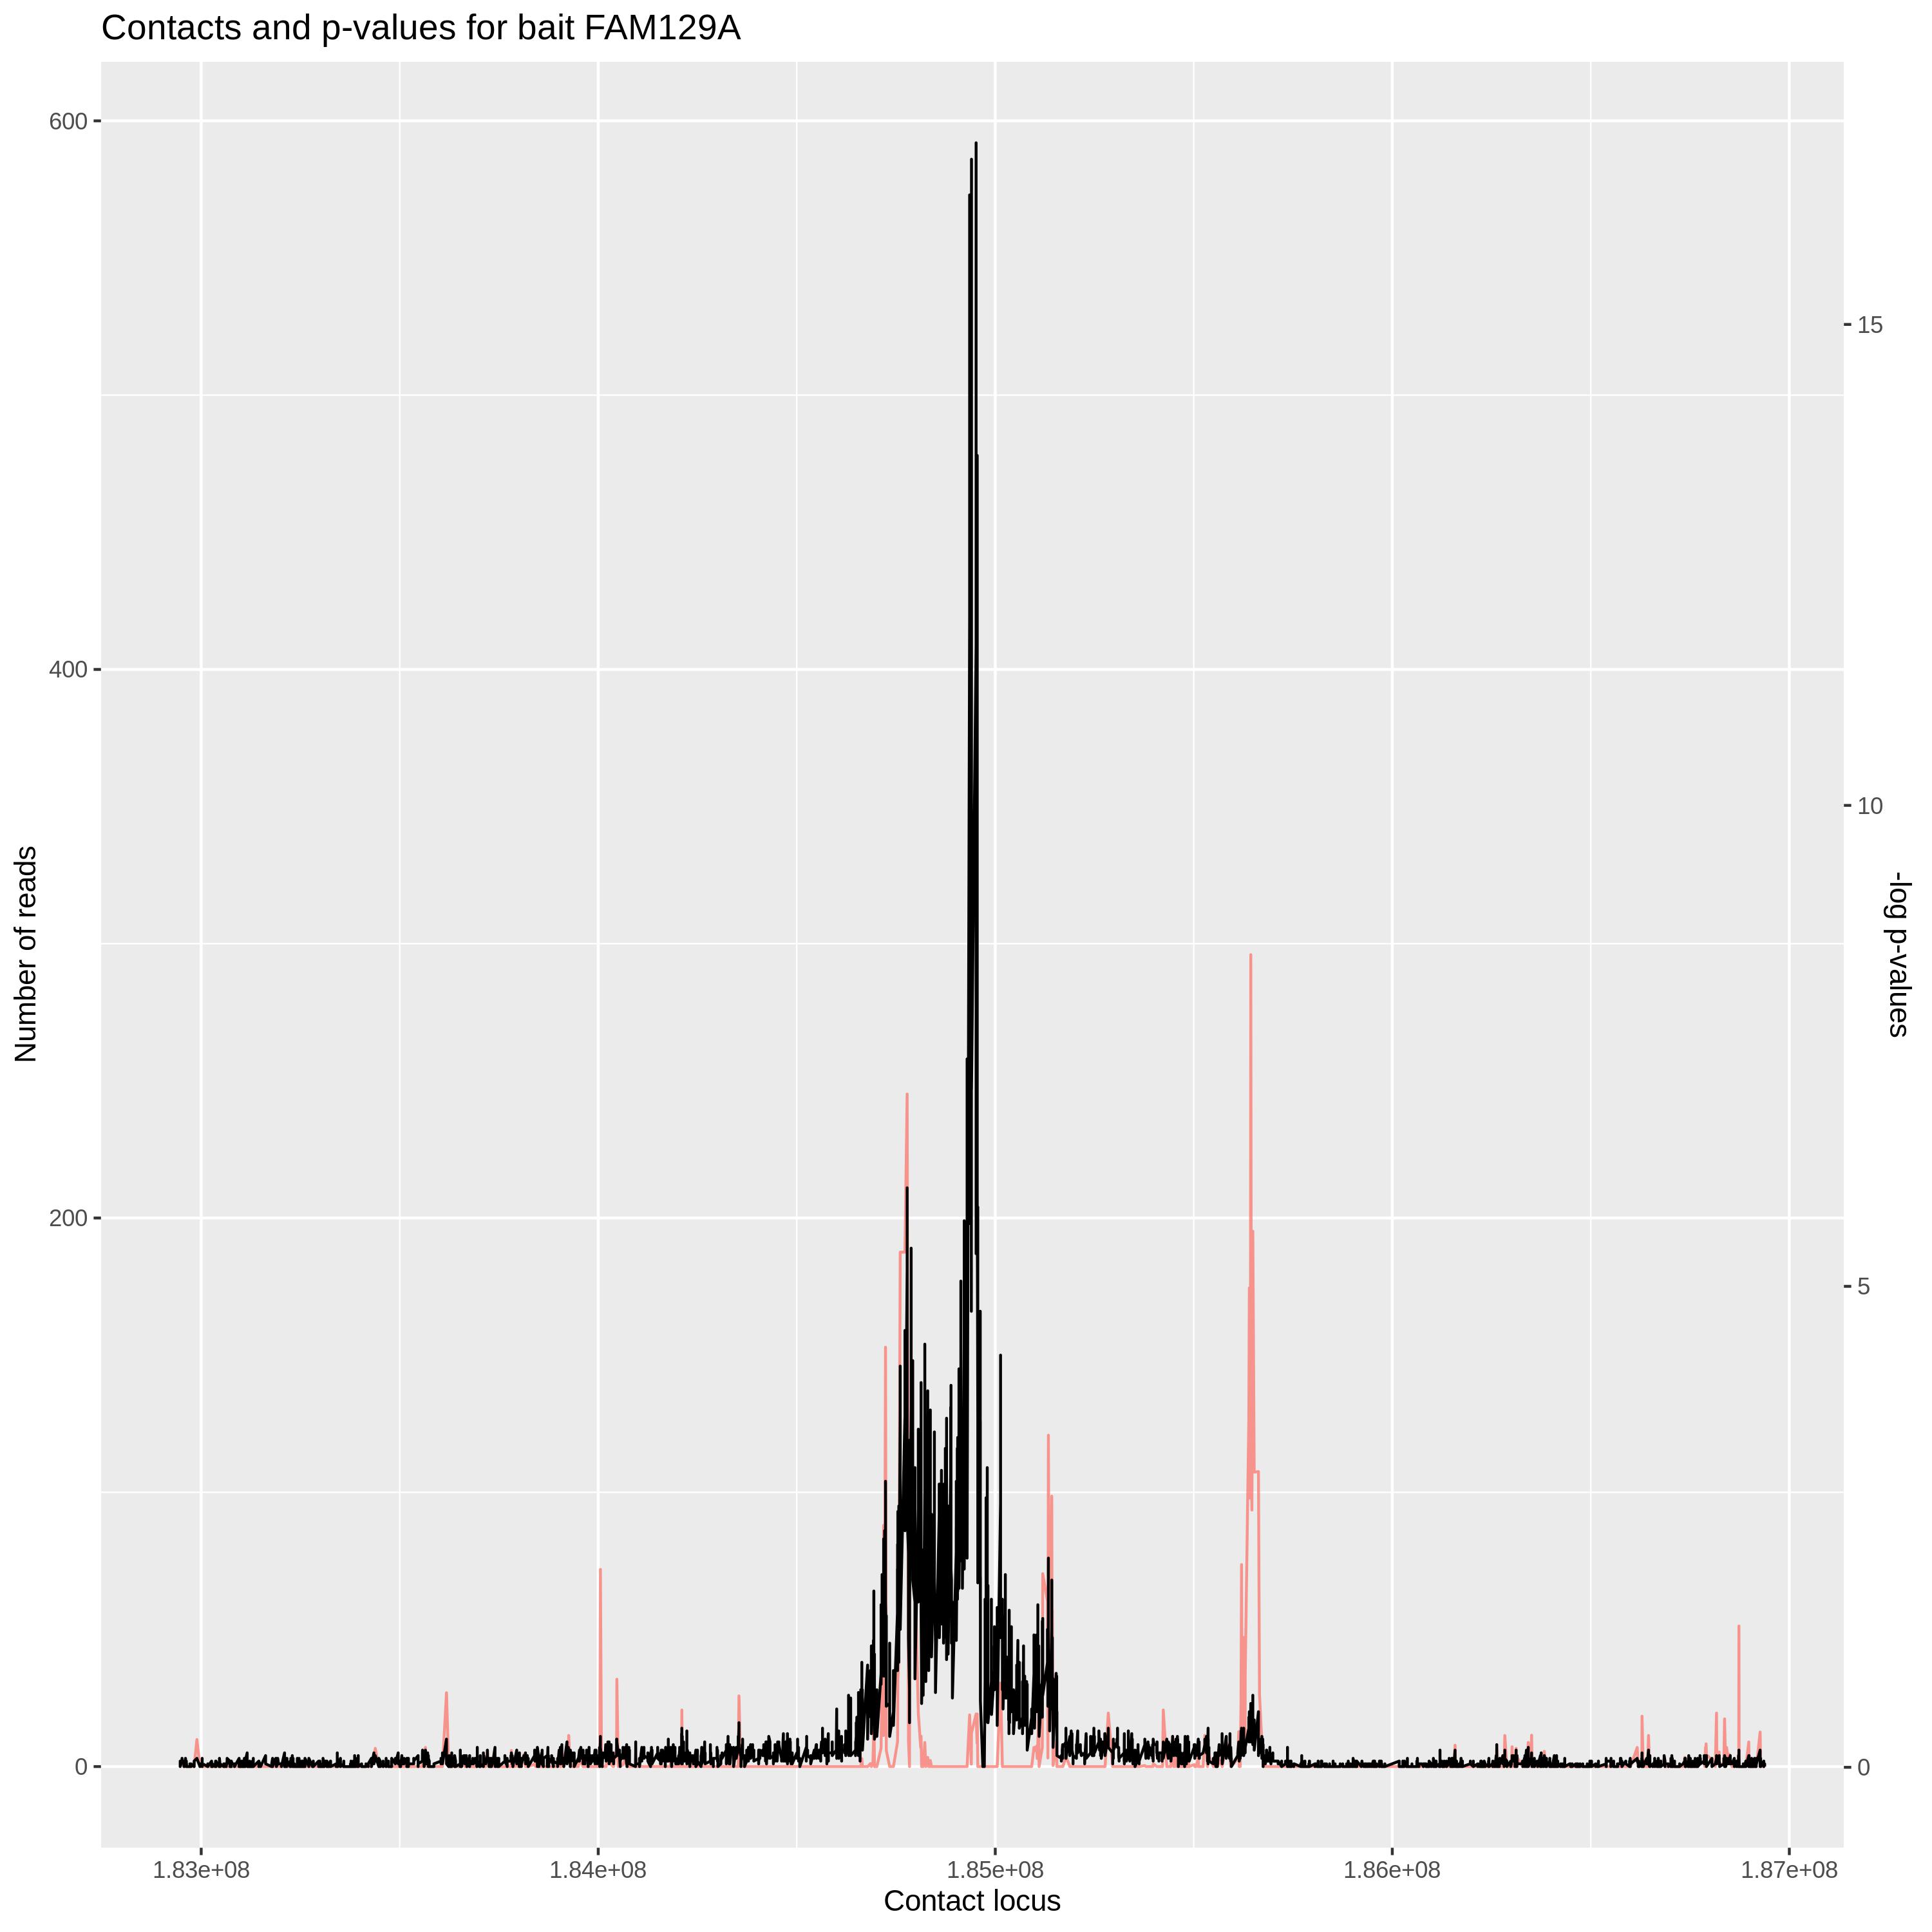 Contacts and p-values for bait FAM129A
600
400
200
0
Number of reads
15
10
5
0
-log p-values
1.83e+08
1.84e+08
1.85e+08
1.86e+08
1.87e+08
Contact locus